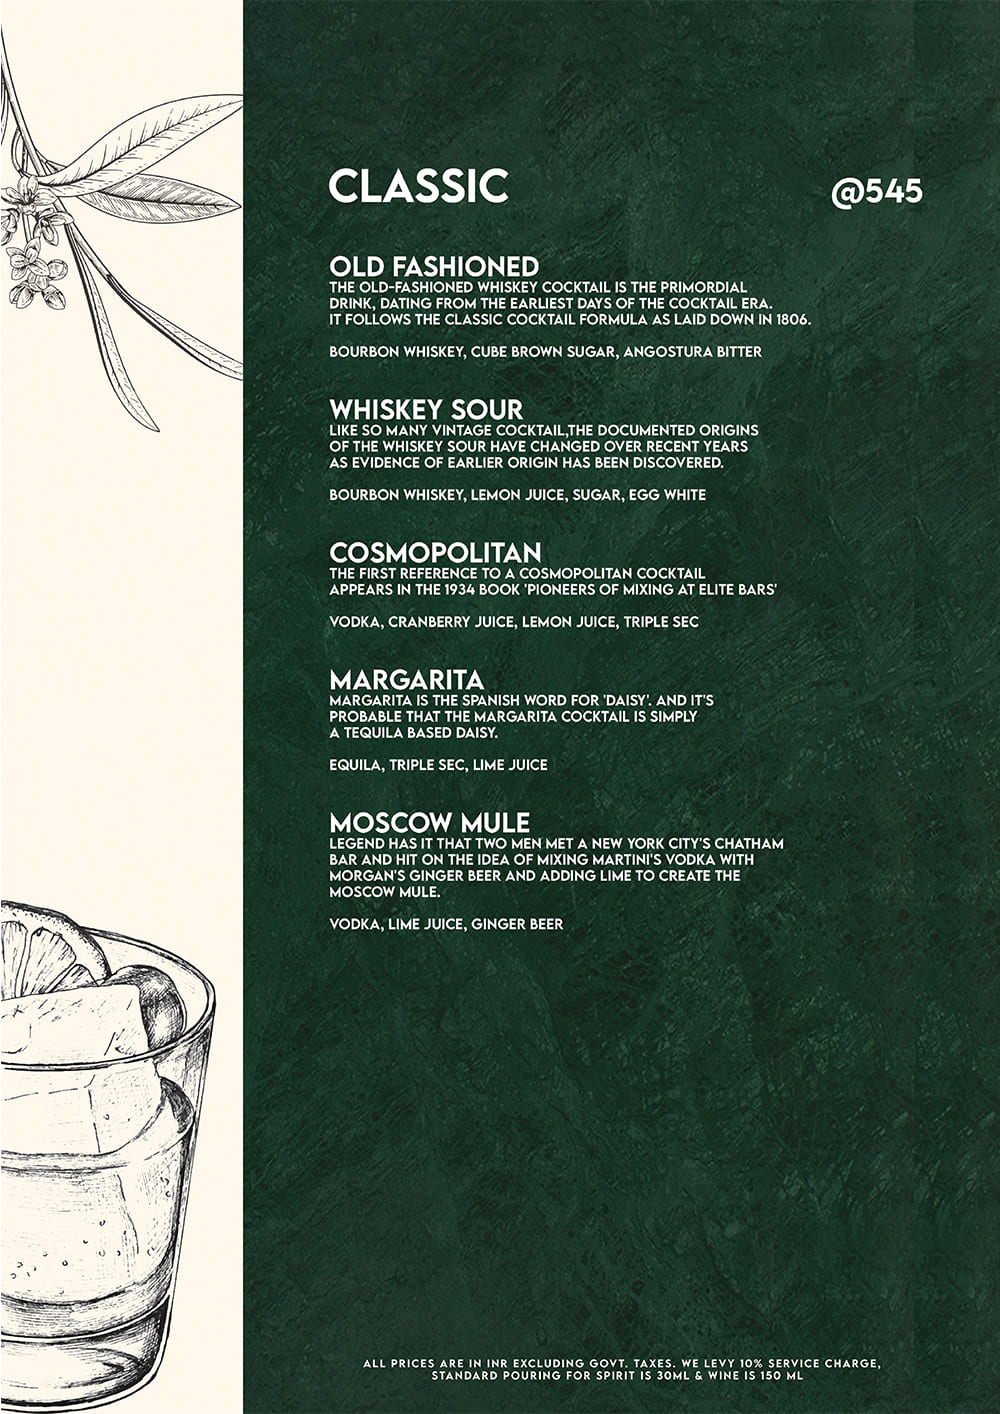 CLASSIC @545
OLD FASHIONED
THE OLD-FASHIONED WHISKEY COCKTAIL IS THE PRIMORDIAL
DRINK, DATING FROM THE EARLIEST DAYS OF THE COCKTAIL ERA.
IT FOLLOWS THE CLASSIC COCKTAIL FORMULA AS LAID DOWN IN 1806.
BOURBON WHISKEY, CUBE BROWN SUGAR, ANGOSTURA BITTER
WHISKEY SOUR
LIKE SO MANY VINTAGE COCKTAIL,THE DOCUMENTED ORIGINS
OF THE WHISKEY SOUR HAVE CHANGED OVER RECENT YEARS
AS EVIDENCE OF EARLIER ORIGIN HAS BEEN DISCOVERED.
BOURBON WHISKEY, LEMON JUICE, SUGAR, EGG WHITE
COSMOPOLITAN
THE FIRST REFERENCE TO A COSMOPOLITAN COCKTAIL
APPEARS IN THE 1934 BOOK 'PIONEERS OF MIXING AT ELITE BARS'
VODKA, CRANBERRY JUICE, LEMON JUICE, TRIPLE SEC
MARGARITA
MARGARITA IS THE SPANISH WORD FOR 'DAISY'. AND IT'S
PROBABLE THAT THE MARGARITA COCKTAIL IS SIMPLY
A TEQUILA BASED DAISY.
EQUILA, TRIPLE SEC, LIME JUICE
MOSCOW MULE
LEGEND HAS IT THAT TWO MEN MET A NEW YORK CITY'S CHATHAM
BAR AND HIT ON THE IDEA OF MIXING MARTINI'S VODKA WITH
MORGAN'S GINGER BEER AND ADDING LIME TO CREATE THE
MOSCOW MULE.
VODKA, LIME JUICE, GINGER BEER
ALL PRICES ARE IN INR EXCLUDING GOVT. TAXES. WE LEVY 10% SERVICE CHARGE,
STANDARD POURING FOR SPIRIT IS 30ML & WINE IS 150 ML